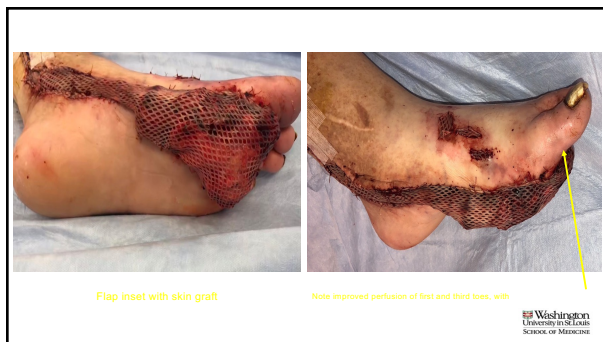 Flap inset with skin graft
Note improved perfusion of first and third toes, with
Washington
University in St. Louis
SCHOOL OF MEDICINE